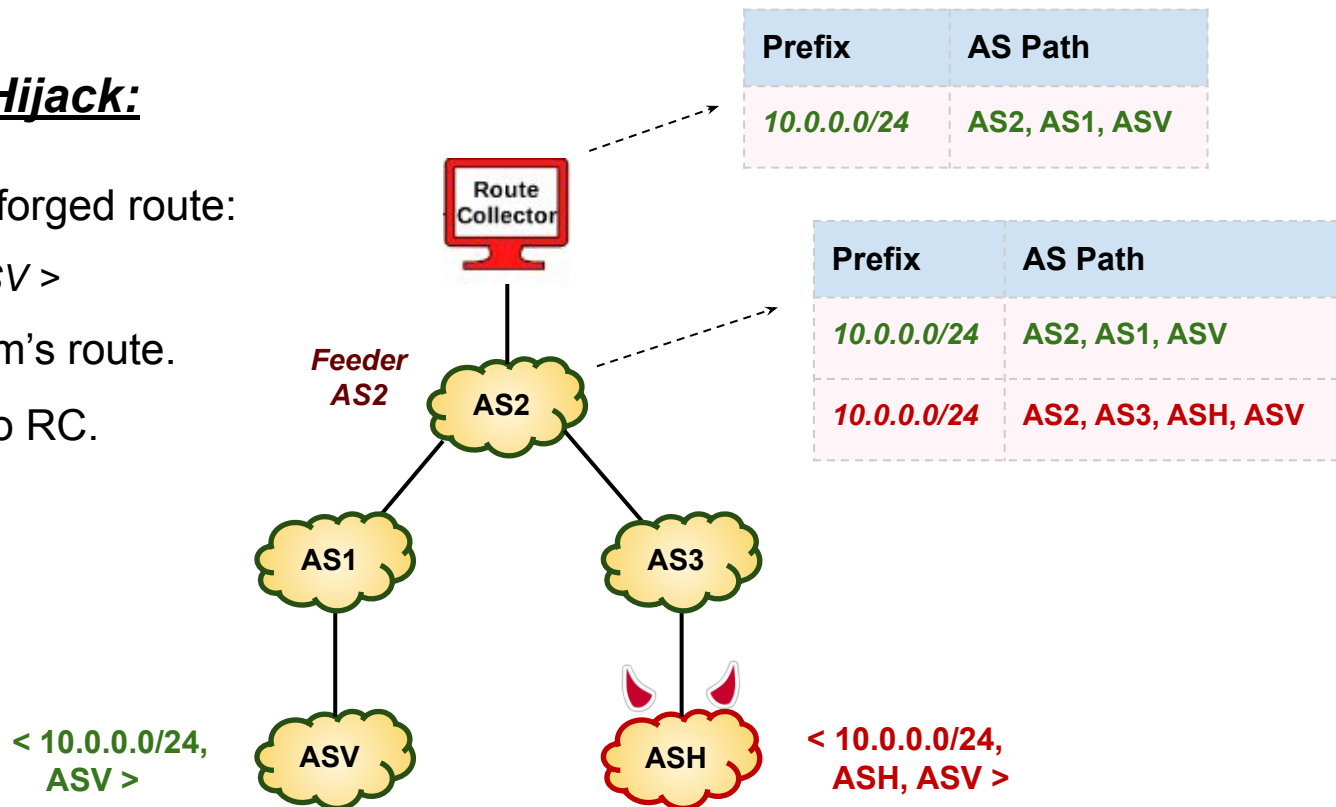 Hijack:
forged route:
SV >
m's route.
o RC.
Prefix AS Path
10.0.0.0/24 AS2, AS1, ASV
Route
Collector
Prefix AS Path
10.0.0.0/24 AS2, AS1, ASV
10.0.0.0/24 AS2, AS3, ASH, ASV
Feeder
AS2
AS2
AS1
AS3
< 10.0.0.0/24,
ASV >
ASV
ASH
< 10.0.0.0/24,
ASH, ASV >